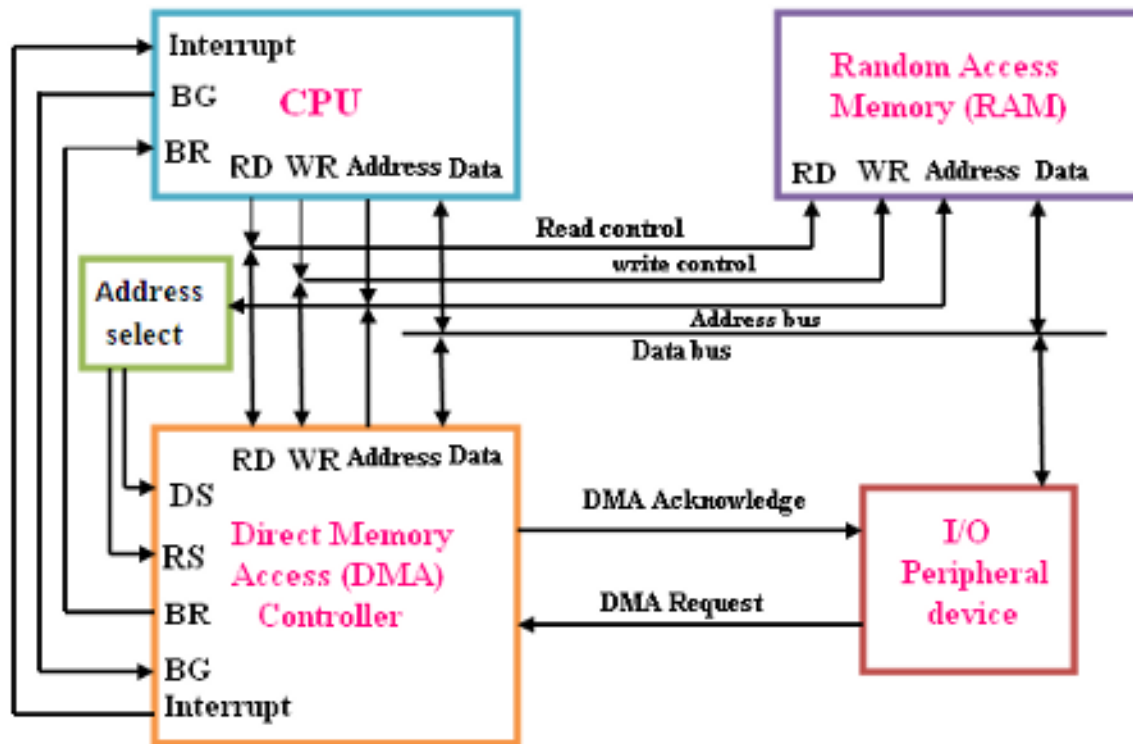 Interrupt
BG
CPU
BR
RD WR Address Data
Random Access
Memory (RAM)
RD WR Address Data
Read control
write control
Address
select
Address bus
Data bus
RD WR Address Data
DS
RS
BR
BG
Interrupt
Direct Memory
Access (DMA)
Controller
DMA Acknowledge
DMA Request
I/O
Peripheral
device